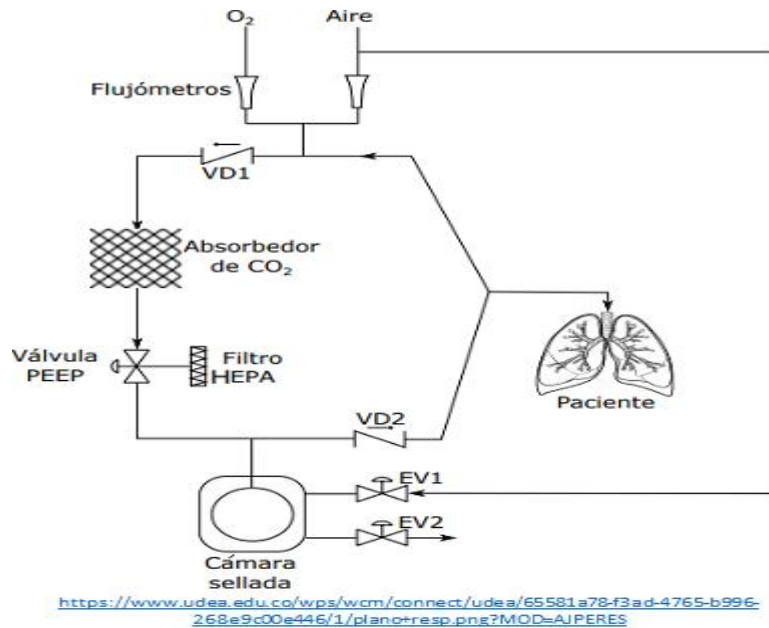 O₂
Aire
Flujómetros
VD1
Absorbedor
de CO₂
Válvula
PEEP
Filtro
HEPA
Paciente
VD2
EV1
EV2
Cámara
sellada
https://www.udea.edu.co/wps/wcm/connect/udea/65581a78-f3ad-4765-b996-
268e9c00e446/1/plano+resp.png?MOD=AJPERES